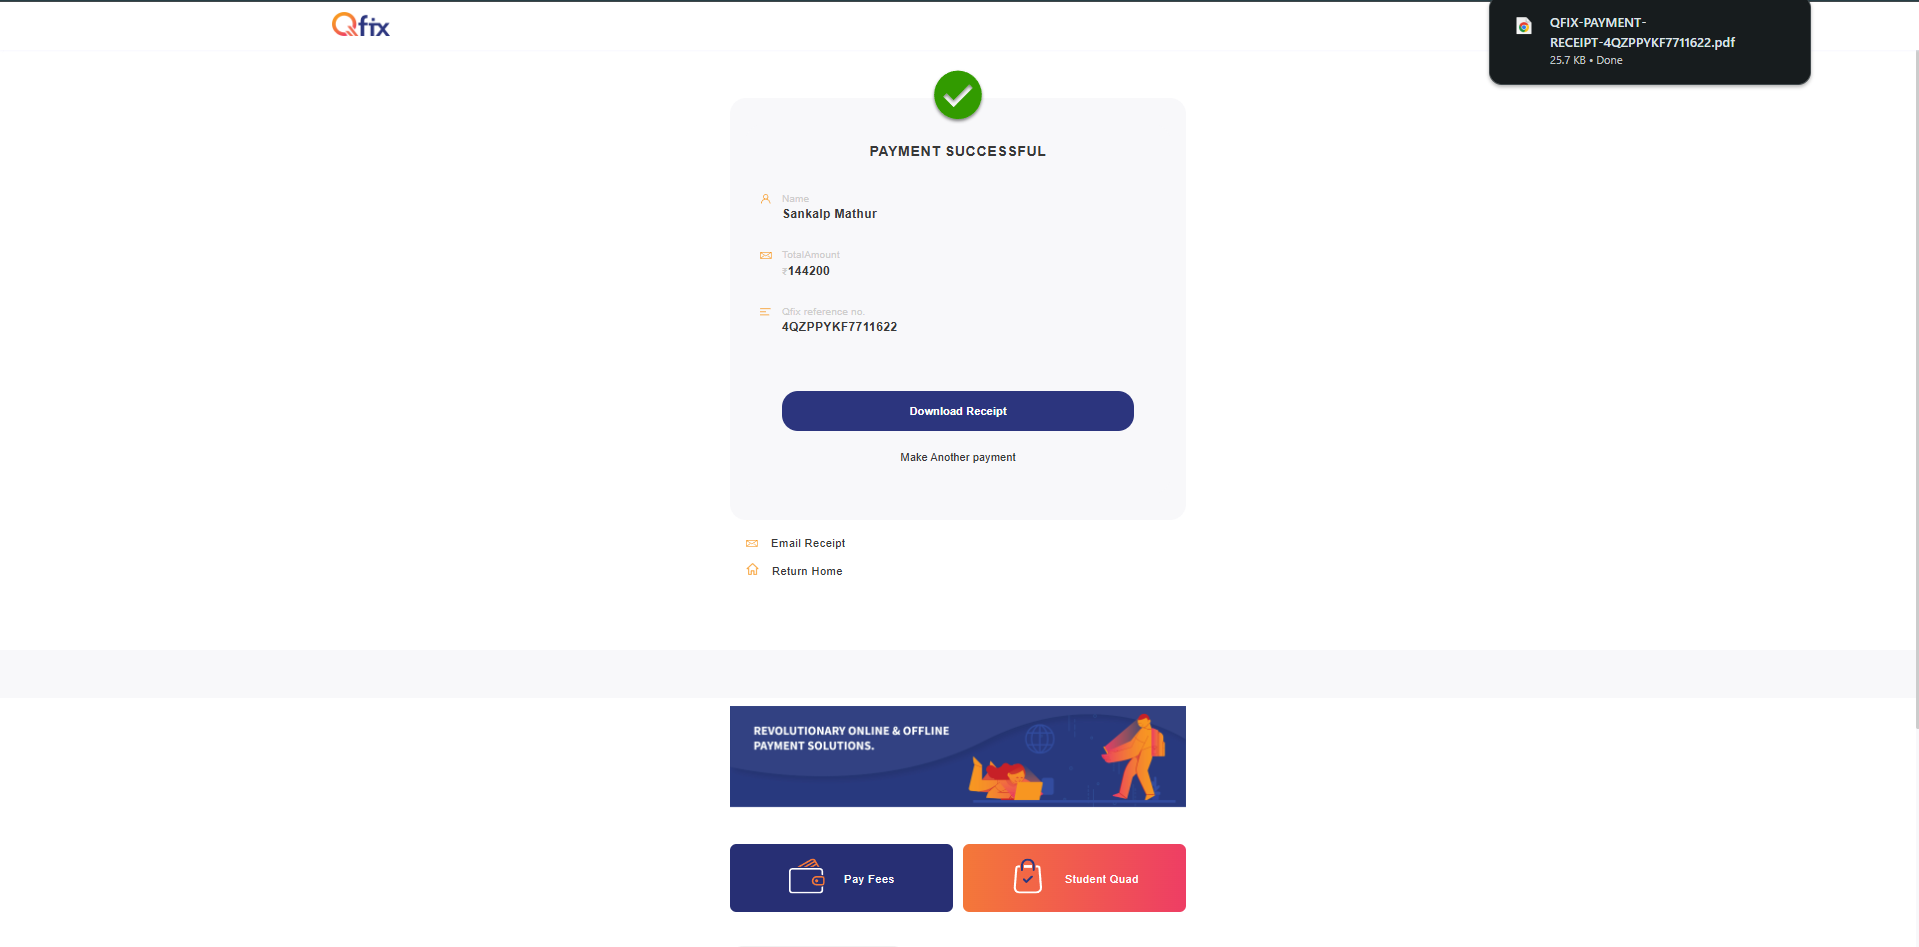 Qfix
QFIX-PAYMENT-
RECEIPT-4QZPPYKF7711622.pdf
25.7 KB • Done
PAYMENT SUCCESSFUL
Name
Sankalp Mathur
TotalAmount
₹144200
Qfix reference no.
4QZPPYKF7711622
Download Receipt
Make Another payment
Email Receipt
Return Home
REVOLUTIONARY ONLINE & OFFLINE
PAYMENT SOLUTIONS.
Pay Fees
Student Quad